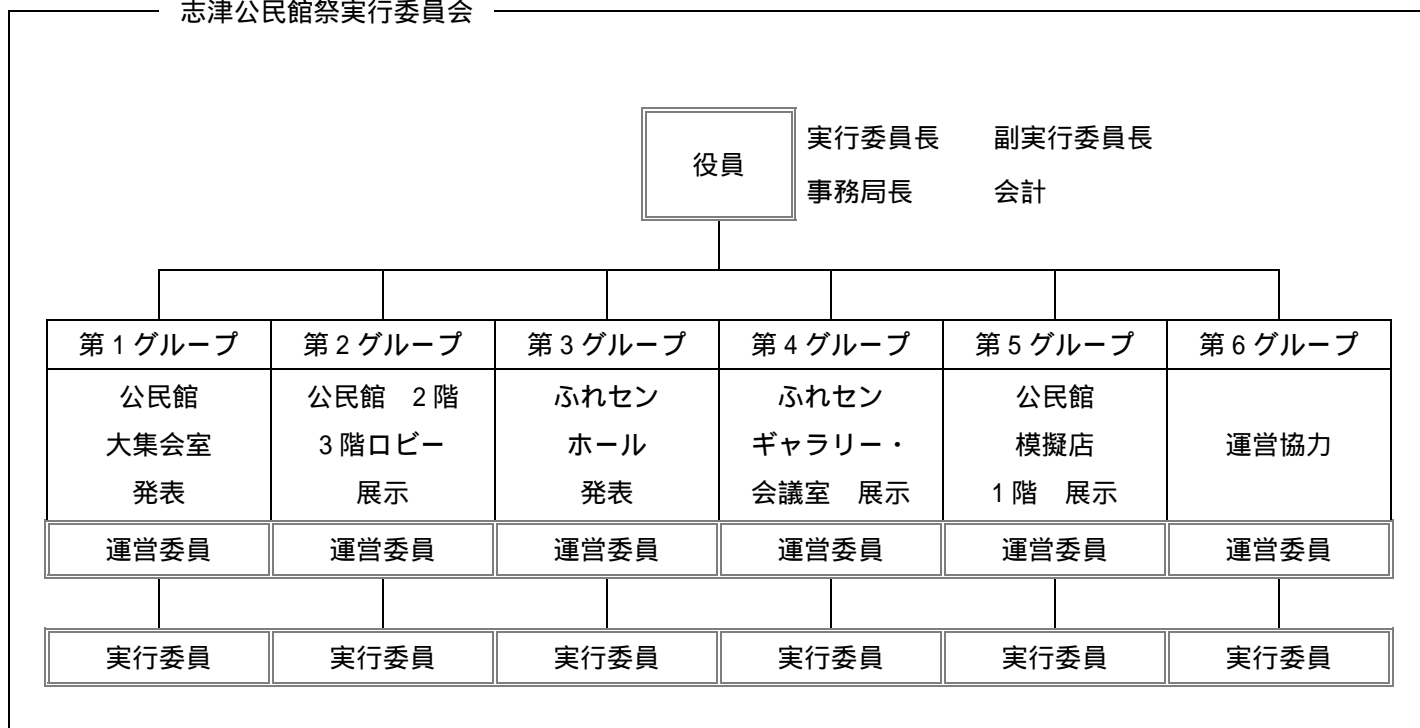 志津公民館祭実行委員会
役員
実行委員長　副実行委員長
事務局長　会計
第1グループ
第2グループ
第3グループ
第4グループ
第5グループ
第6グループ
公民館
大集会室
発表
公民館　2階
3階ロビー
展示
ふれセン
ホール
発表
ふれセン
ギャラリー・
会議室　展示
公民館
模擬店
1階　展示
運営協力
運営委員
運営委員
運営委員
運営委員
運営委員
運営委員
実行委員
実行委員
実行委員
実行委員
実行委員
実行委員